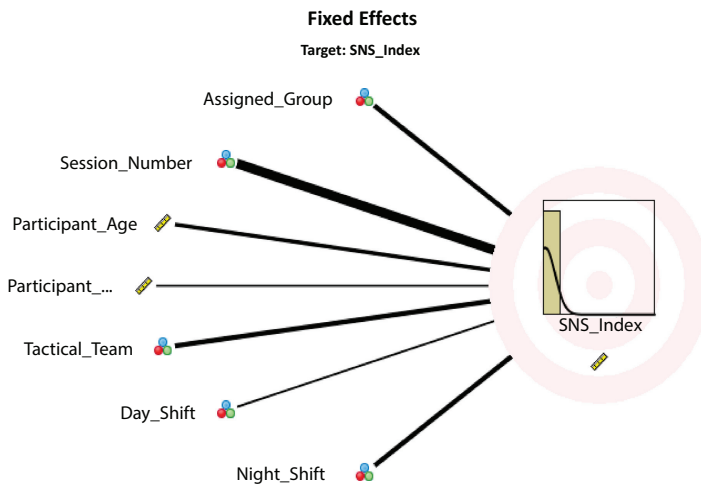 Fixed Effects
Target: SNS_Index
Assigned_Group
Session_Number
Participant_Age
Participant_...
Tactical_Team
Day_Shift
Night_Shift
SNS_Index